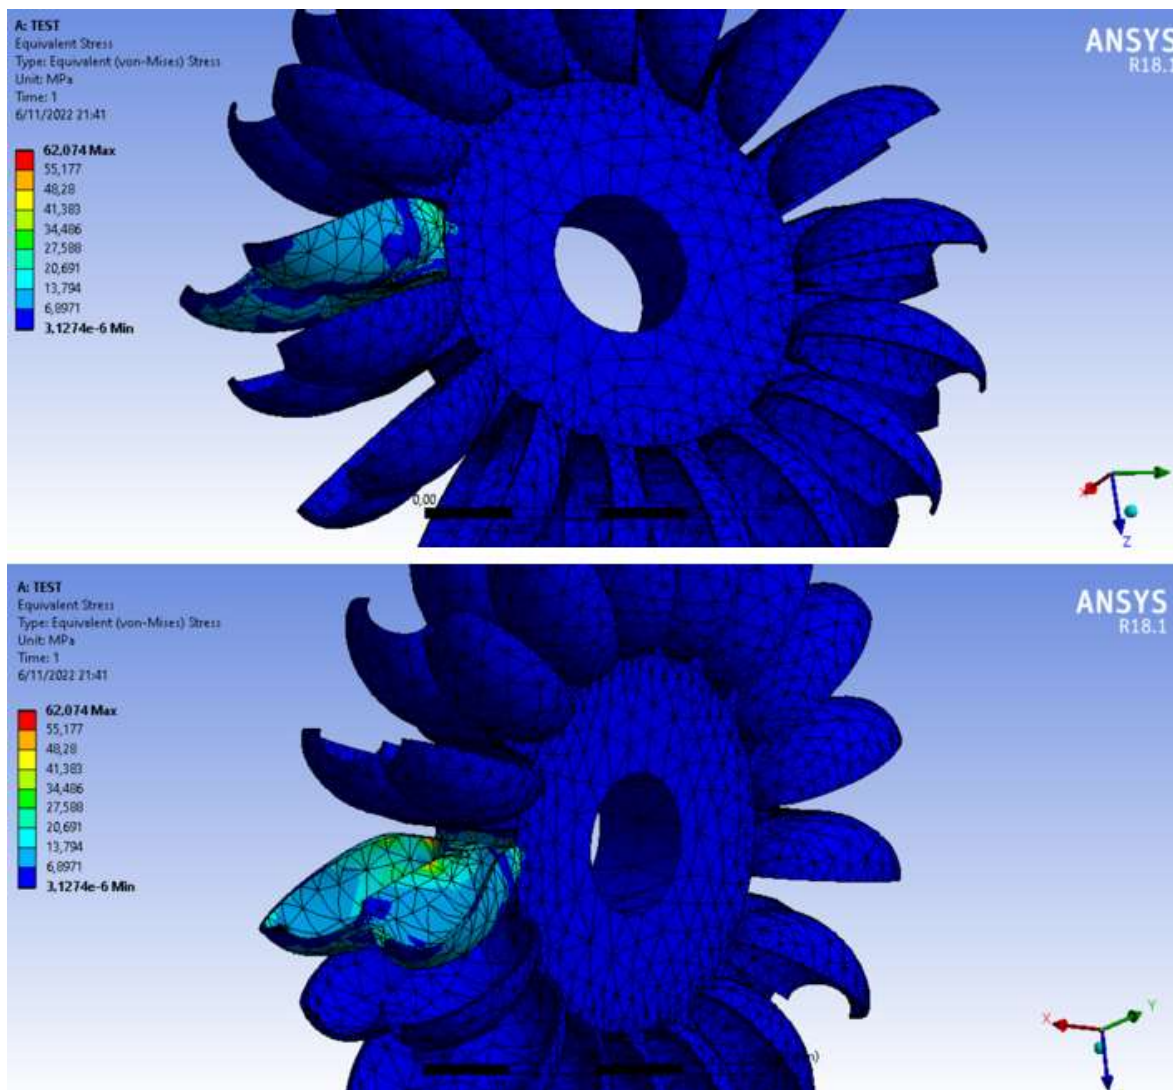 A: TEST
Equivalent Stress
Type: Equivalent (von-Mises) Stress
Unit: MPa
Time: 1
6/11/2022 21:41
62,074 Max
55,177
48,28
41,383
34,486
27,588
20,691
13,794
6,8971
3,1274e-6 Min
ANSYS
R18.1
0,00
X
Z
A: TEST
Equivalent Stress
Type: Equivalent (von-Mises) Stress
Unit: MPa
Time: 1
6/11/2022 21:41
62,074 Max
55,177
48,28
41,383
34,486
27,588
20,691
13,794
6,8971
3,1274e-6 Min
ANSYS
R18.1
X
Y